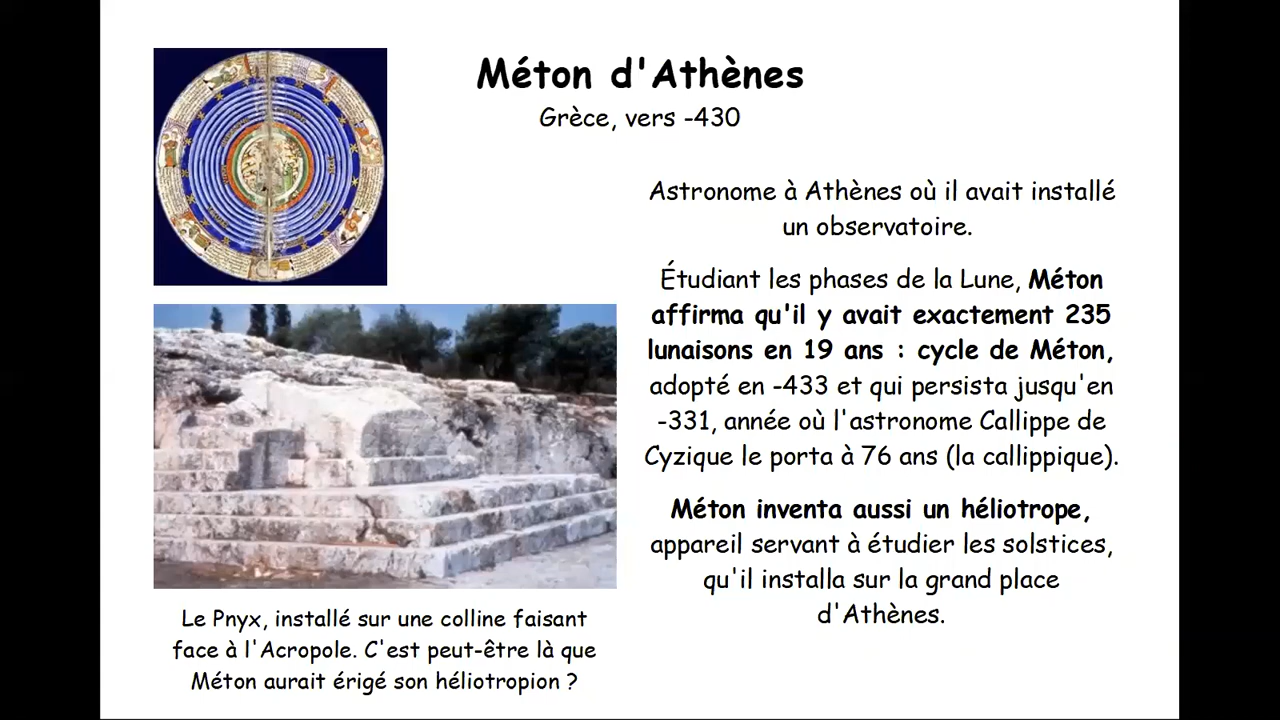 Méton d'Athènes
Grèce, vers -430
Astronome à Athènes où il avait installé
un observatoire.
Étudiant les phases de la Lune, Méton
affirma qu'il y avait exactement 235
lunaisons en 19 ans : cycle de Méton,
adopté en -433 et qui persista jusqu'en
-331, année où l'astronome Callippe de
Cyzique le porta à 76 ans (la callippique).
Méton inventa aussi un héliotrope,
appareil servant à étudier les solstices,
qu'il installa sur la grand place
d'Athènes.
Le Pnyx, installé sur une colline faisant
face à l'Acropole. C'est peut-être là que
Méton aurait érigé son héliotropion ?